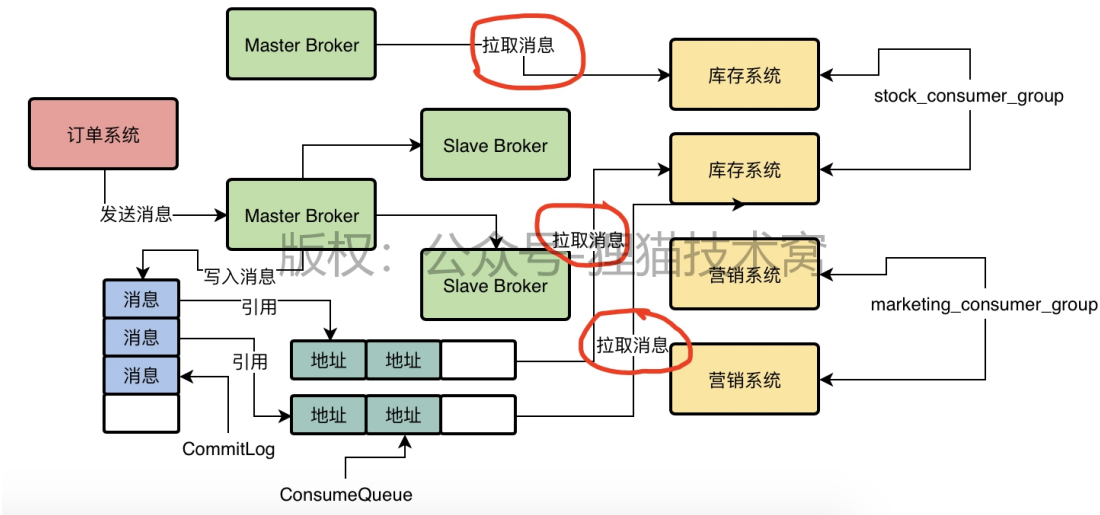 Master Broker
拉取消息
库存系统
stock_consumer_group
订单系统
Slave Broker
库存系统
发送消息
Master Broker
拉取消息
版权：公众号-狸猫技术窝
写入消息
Slave Broker
营销系统
marketing_consumer_group
消息
引用
消息
引用
地址
地址
拉取消息
营销系统
消息
地址
地址
CommitLog
ConsumeQueue